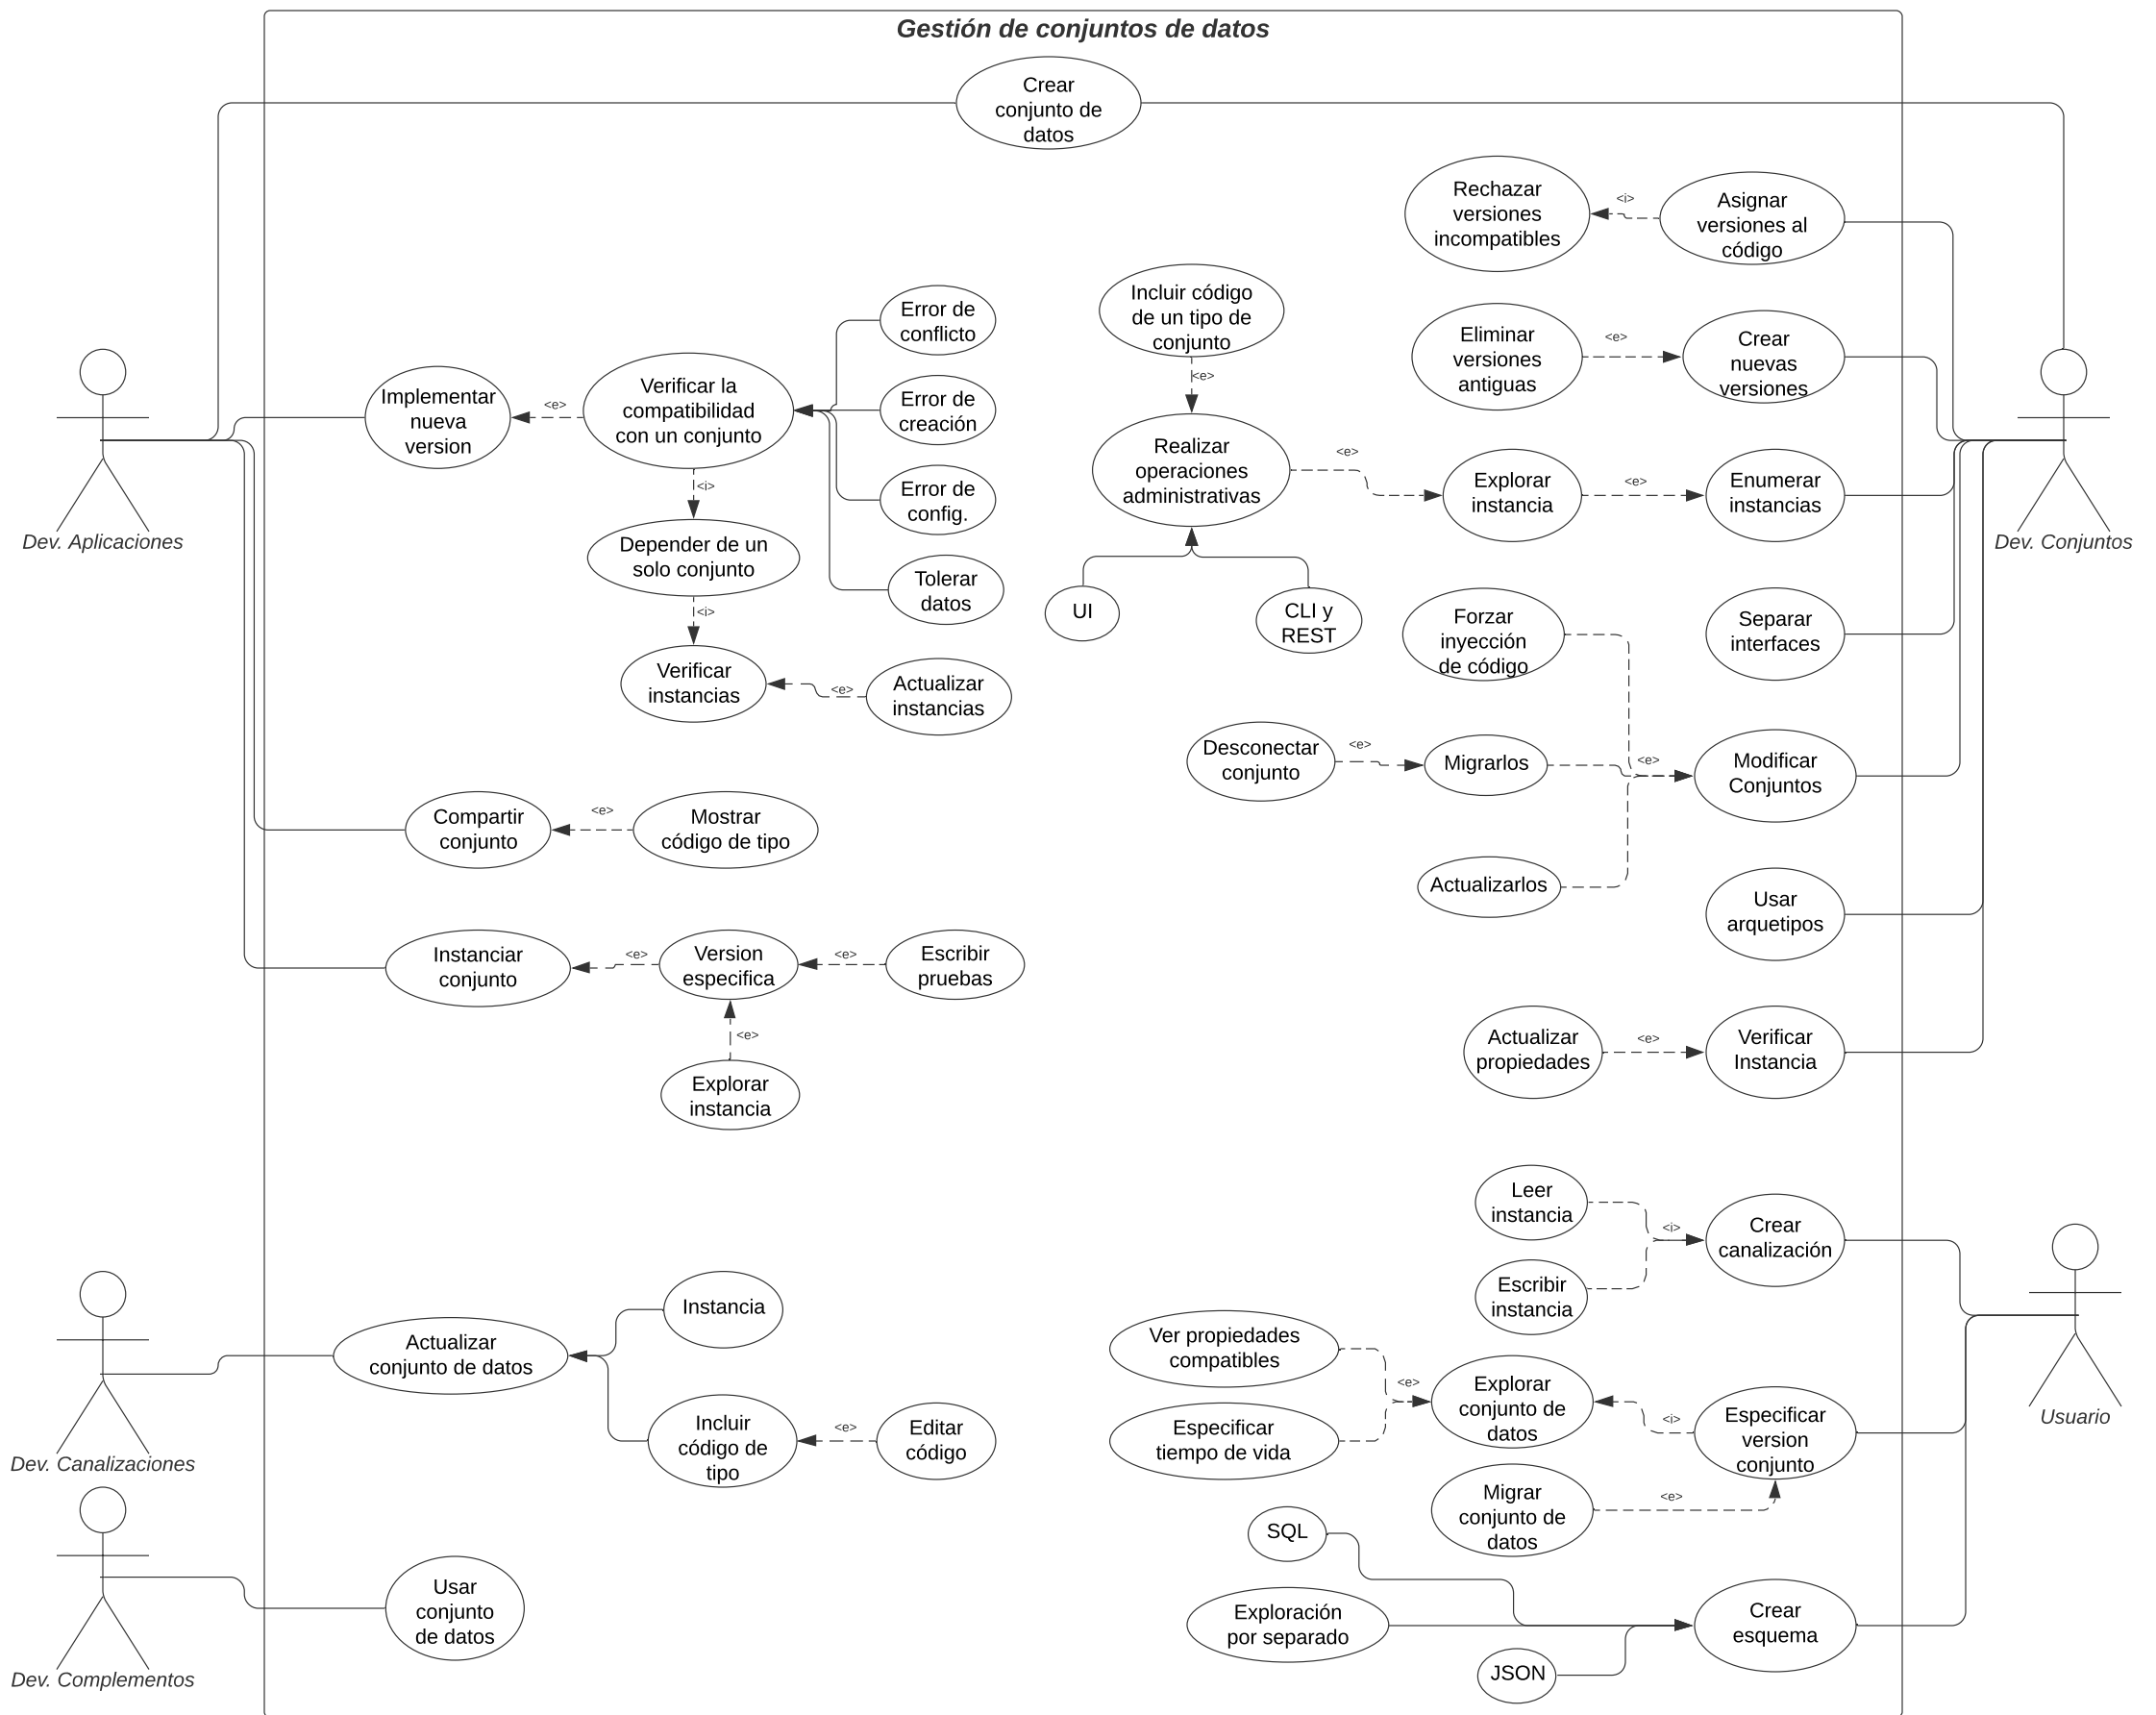 Gestión de conjuntos de datos
Crear
conjunto de
datos
Rechazar
versiones
incompatibles
<i>
Asignar
versiones al
código
Incluir código
de un tipo de
conjunto
<e>
Eliminar
versiones
antiguas
<e>
Crear
nuevas
versiones
Error de
conflicto
Implementar
nueva
version
<e>
Verificar la
compatibilidad
con un conjunto
Error de
creación
Error de
config.
Tolerar
datos
<i>
Depender de un
solo conjunto
<i>
Verificar
instancias
<e>
Actualizar
instancias
Realizar
operaciones
administrativas
<e>
Explorar
instancia
<e>
Enumerar
instancias
Dev. Aplicaciones
Dev. Conjuntos
UI
CLI y
REST
Forzar
inyección
de código
Separar
interfaces
Desconectar
conjunto
<e>
Migrarlos
<e>
Modificar
Conjuntos
Compartir
conjunto
<e>
Mostrar
código de tipo
Actualizarlos
Usar
arquetipos
Instanciar
conjunto
<e>
Version
especifica
<e>
Escribir
pruebas
<e>
Explorar
instancia
Actualizar
propiedades
<e>
Verificar
Instancia
Leer
instancia
<i>
Crear
canalización
Escribir
instancia
Instancia
Actualizar
conjunto de datos
Incluir
código de
tipo
<e>
Editar
código
Dev. Canalizaciones
Ver propiedades
compatibles
<e>
Explorar
conjunto de
datos
<i>
Especificar
version
conjunto
Especificar
tiempo de vida
Usuario
Migrar
conjunto de
datos
<e>
SQL
Usar
conjunto
de datos
Exploración
por separado
Crear
esquema
JSON
Dev. Complementos